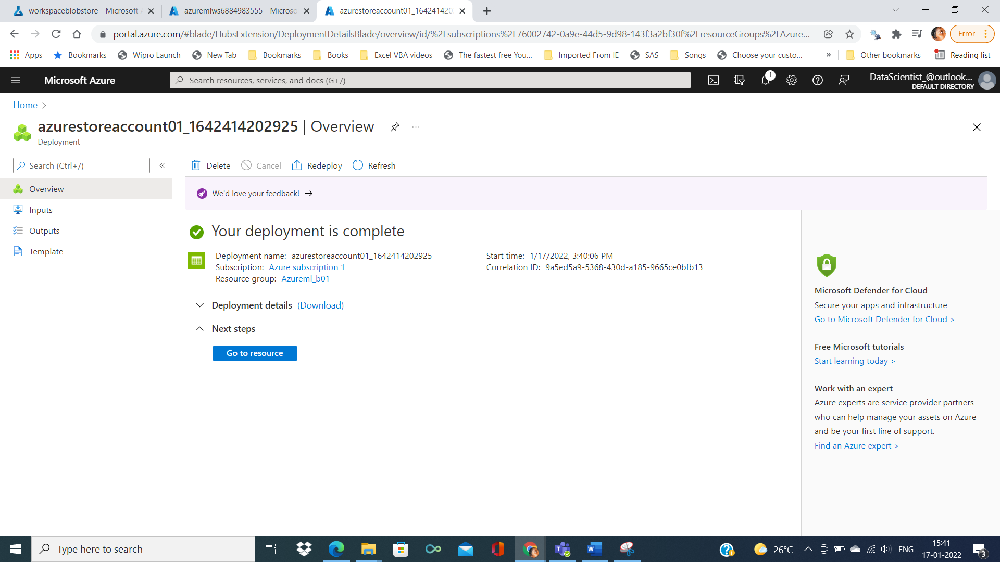 workspaceblobstore - Microsoft A
azuremlws6884983555 - Microso
azurestoreaccount01_164241420
portal.azure.com/#blade/HubsExtension/DeploymentDetailsBlade/overview/id/%2Fsubscriptions%2F76002742-0a9e-44d5-9d98-143f3a2bf30f%2FresourceGroups%2FAzure...
Error
Apps
Bookmarks
Wipro Launch
New Tab
Bookmarks
Books
Excel VBA videos
The fastest free You...
Imported From IE
SAS
Songs
Choose your custo...
»
Other bookmarks
Reading list
Microsoft Azure
Search resources, services, and docs (G+/)
1
DataScientist_@outlook...
DEFAULT DIRECTORY
Home >
azurestoreaccount01_1642414202925 | Overview
...
Deployment
Search (Ctrl+/)
«
Delete
Cancel
Redeploy
Refresh
Overview
Inputs
Outputs
Template
We'd love your feedback! →
Your deployment is complete
Deployment name: azurestoreaccount01_1642414202925
Subscription: Azure subscription 1
Resource group: Azureml_b01
Start time: 1/17/2022, 3:40:06 PM
Correlation ID: 9a5ed5a9-5368-430d-a185-9665ce0bfb13
Deployment details (Download)
Next steps
Go to resource
Microsoft Defender for Cloud
Secure your apps and infrastructure
Go to Microsoft Defender for Cloud >
Free Microsoft tutorials
Start learning today >
Work with an expert
Azure experts are service provider partners
who can help manage your assets on Azure
and be your first line of support.
Find an Azure expert >
Type here to search
26°C
ENG
15:41
17-01-2022
3